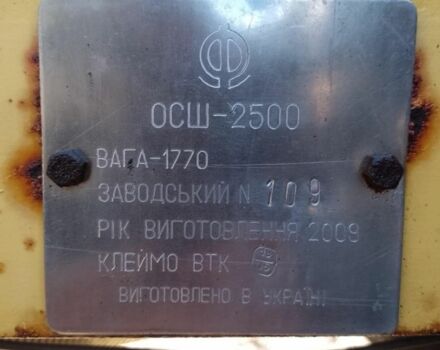 ОСШ-2500
ВАГА-1770
ЗАВОДСЬКИЙ N 109
РІК ВИГОТОВЛЕННЯ 2009
КЛЕЙМО ВТК
ВИГОТОВЛЕНО В УКРАЇНІ